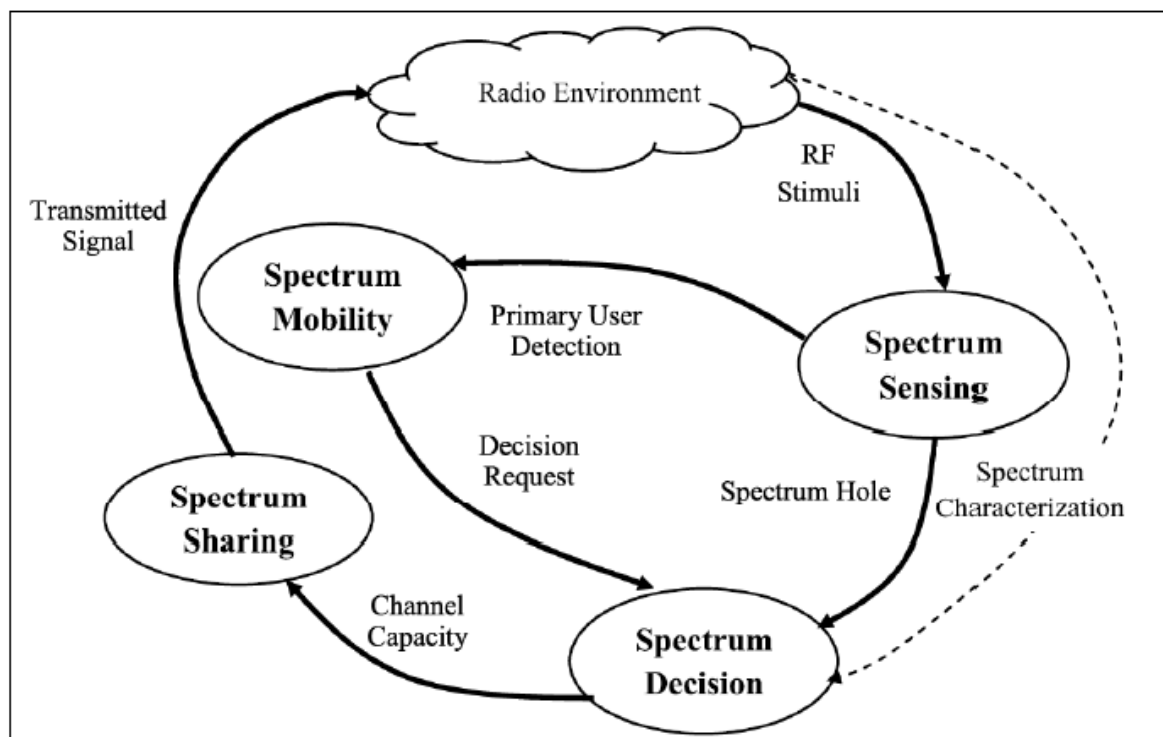 Radio Environment
RF
Stimuli
Transmitted
Signal
Spectrum
Mobility
Primary User
Detection
Spectrum
Sensing
Decision
Request
Spectrum Hole
Spectrum
Characterization
Spectrum
Sharing
Channel
Capacity
Spectrum
Decision